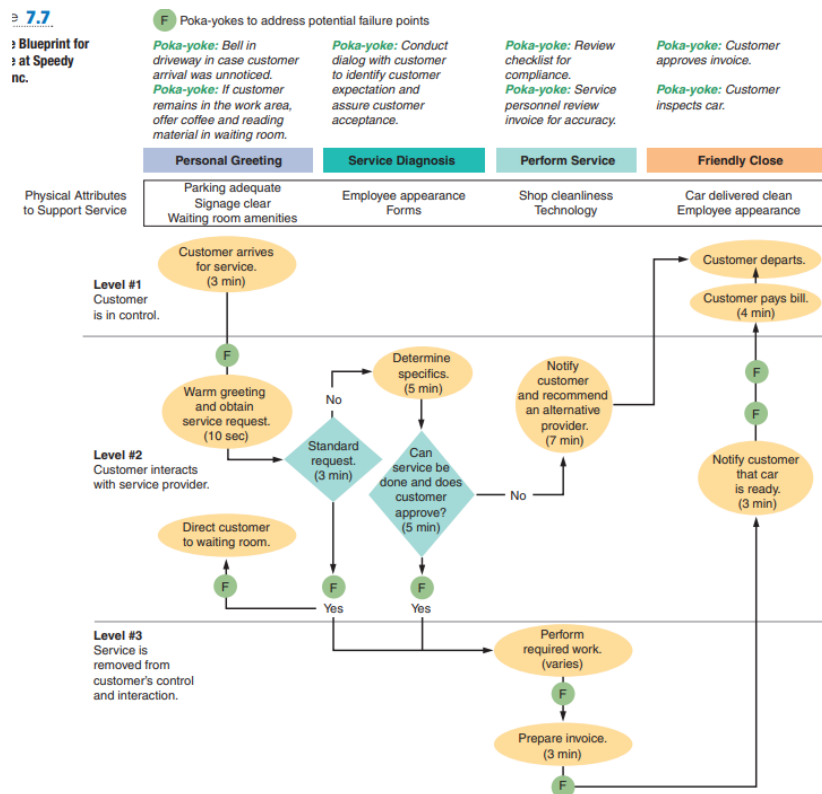 e 7.7
e Blueprint for
e at Speedy
nc.
F Poka-yokes to address potential failure points
Poka-yoke: Bell in
driveway in case customer
arrival was unnoticed.
Poka-yoke: If customer
remains in the work area,
offer coffee and reading
material in waiting room.
Poka-yoke: Conduct
dialog with customer
to identify customer
expectation and
assure customer
acceptance.
Poka-yoke: Review
checklist for
compliance.
Poka-yoke: Service
personnel review
invoice for accuracy.
Poka-yoke: Customer
approves invoice.
Poka-yoke: Customer
inspects car.
Personal Greeting
Service Diagnosis
Perform Service
Friendly Close
Physical Attributes
to Support Service
Parking adequate
Signage clear
Waiting room amenities
Employee appearance
Forms
Shop cleanliness
Technology
Car delivered clean
Employee appearance
Level #1
Customer
is in control.
Customer arrives
for service.
(3 min)
Customer departs.
Customer pays bill.
(4 min)
F
F
F
Level #2
Customer interacts
with service provider.
Warm greeting
and obtain
service request.
(10 sec)
No
Standard
request.
(3 min)
Determine
specifics.
(5 min)
Can
service be
done and does
customer
approve?
(5 min)
No
Notify
customer
and recommend
an alternative
provider.
(7 min)
Notify customer
that car
is ready.
(3 min)
Direct customer
to waiting room.
F
F
Yes
F
Yes
Level #3
Service is
removed from
customer's control
and interaction.
Perform
required work.
(varies)
F
Prepare invoice.
(3 min)
F